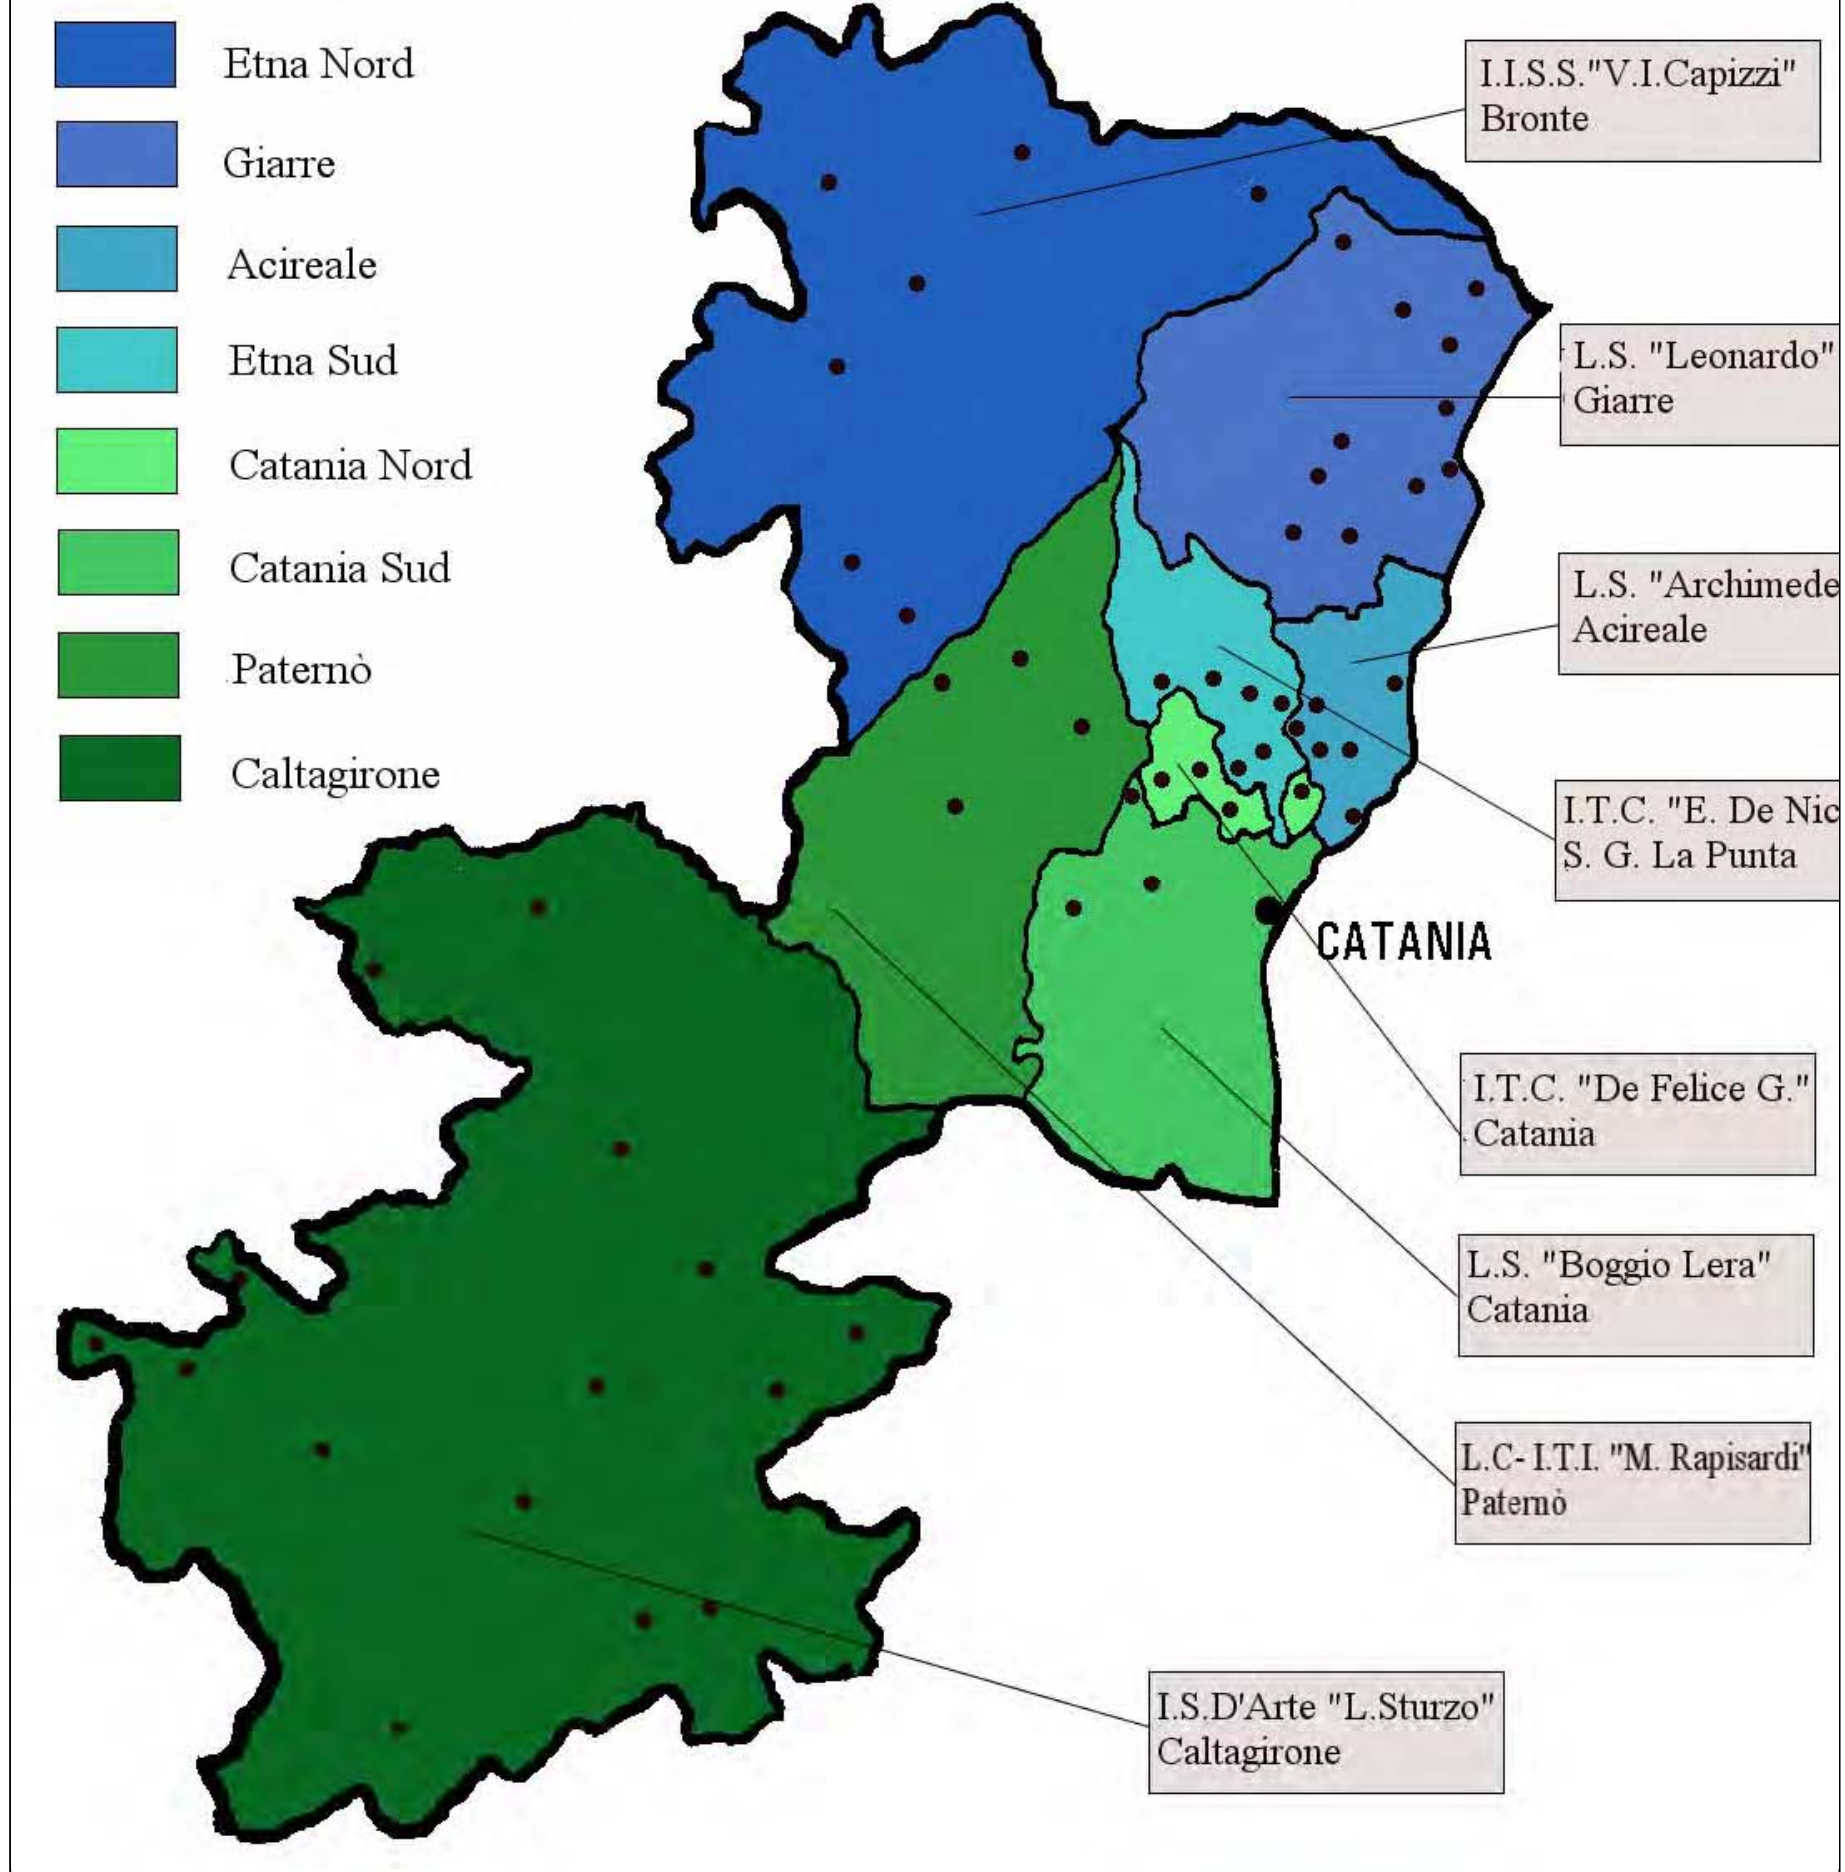 Etna Nord
Giarre
Acireale
Etna Sud
Catania Nord
Catania Sud
Paternò
Caltagirone
I.I.S.S."V.I.Capizzi"
Bronte
L.S. "Leonardo"
Giarre
L.S. "Archimede
Acireale
I.T.C. "E. De Nic
S. G. La Punta
CATANIA
I.T.C. "De Felice G."
Catania
L.S. "Boggio Lera"
Catania
L.C- I.T.I. "M. Rapisardi"
Paternò
I.S.D'Arte "L.Sturzo"
Caltagirone